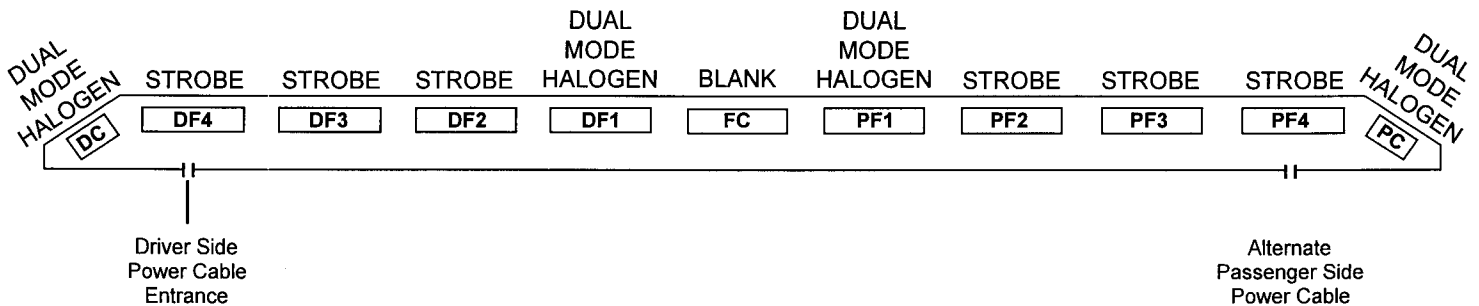 DUAL
MODE
HALOGEN
STROBE
STROBE
STROBE
DUAL
MODE
HALOGEN
BLANK
DUAL
MODE
HALOGEN
STROBE
STROBE
STROBE
DUAL
MODE
HALOGEN
DC
DF4
DF3
DF2
DF1
FC
PF1
PF2
PF3
PF4
PC
Driver Side
Power Cable
Entrance
Alternate
Passenger Side
Power Cable